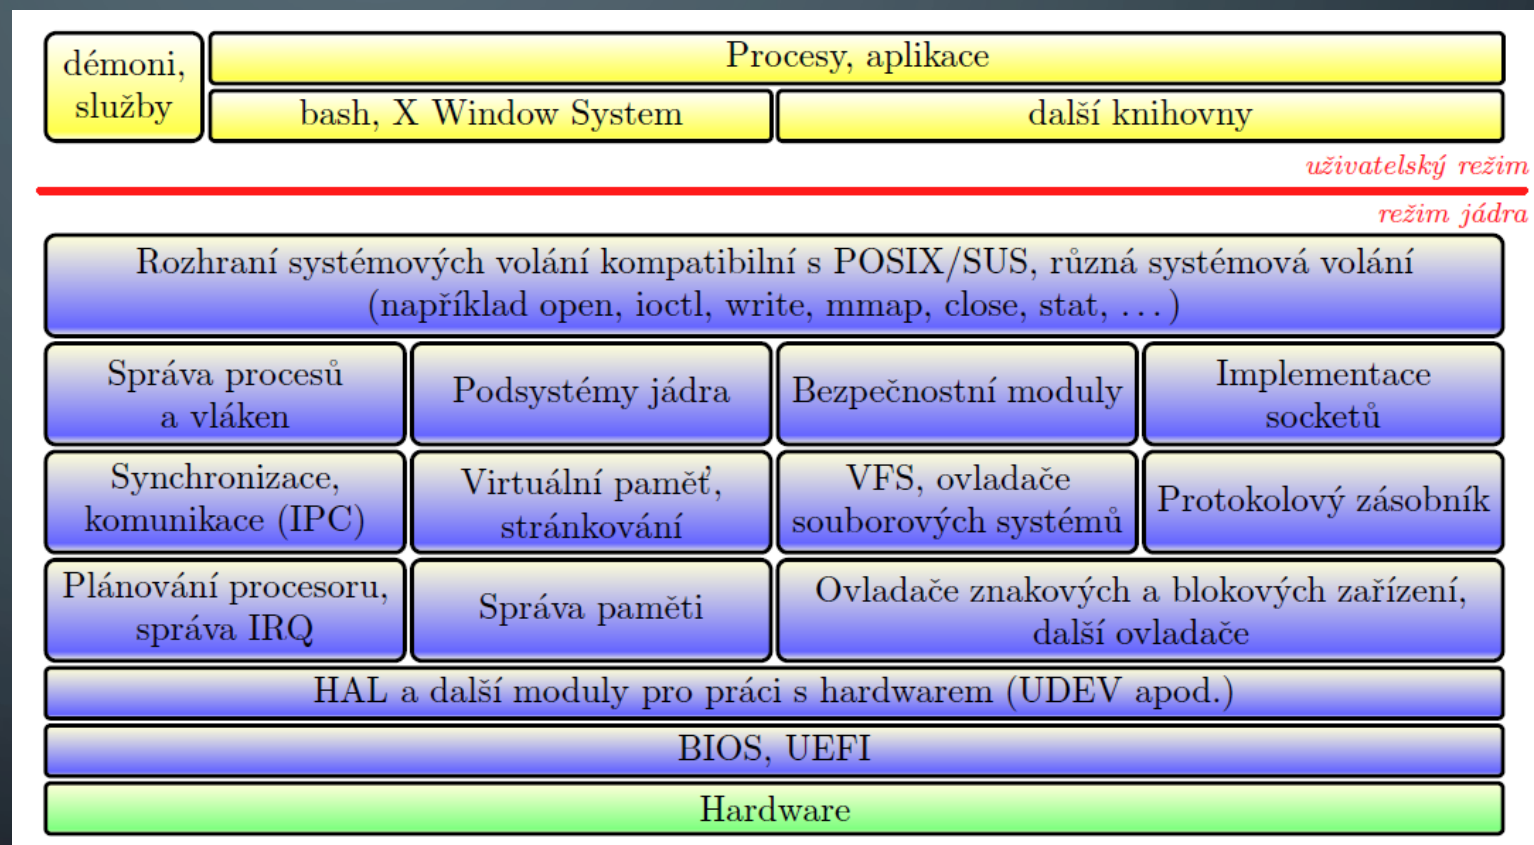 démoni,
služby
Procesy, aplikace
bash, X Window System
další knihovny
uživatelský režim
režim jádra
Rozhraní systémových volání kompatibilní s POSIX/SUS, různá systémová volání
(například open, ioctl, write, mmap, close, stat, ...)
Správa procesů
a vláken
Podsystémy jádra
Bezpečnostní moduly
Implementace
socketů
Synchronizace,
komunikace (IPC)
Virtuální paměť,
stránkování
VFS, ovladače
souborových systémů
Protokolový zásobník
Plánování procesoru,
správa IRQ
Správa paměti
Ovladače znakových a blokových zařízení,
další ovladače
HAL a další moduly pro práci s hardwarem (UDEV apod.)
BIOS, UEFI
Hardware